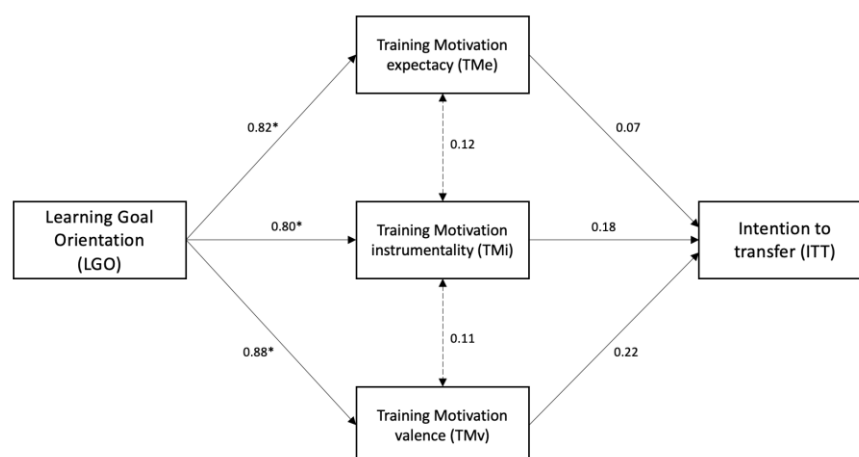 Training Motivation
expectacy (TMe)
0.82*
0.07
0.12
Learning Goal
Orientation
(LGO)
0.80*
Training Motivation
instrumentality (TMi)
0.18
Intention to
transfer (ITT)
0.88*
0.11
0.22
Training Motivation
valence (TMv)